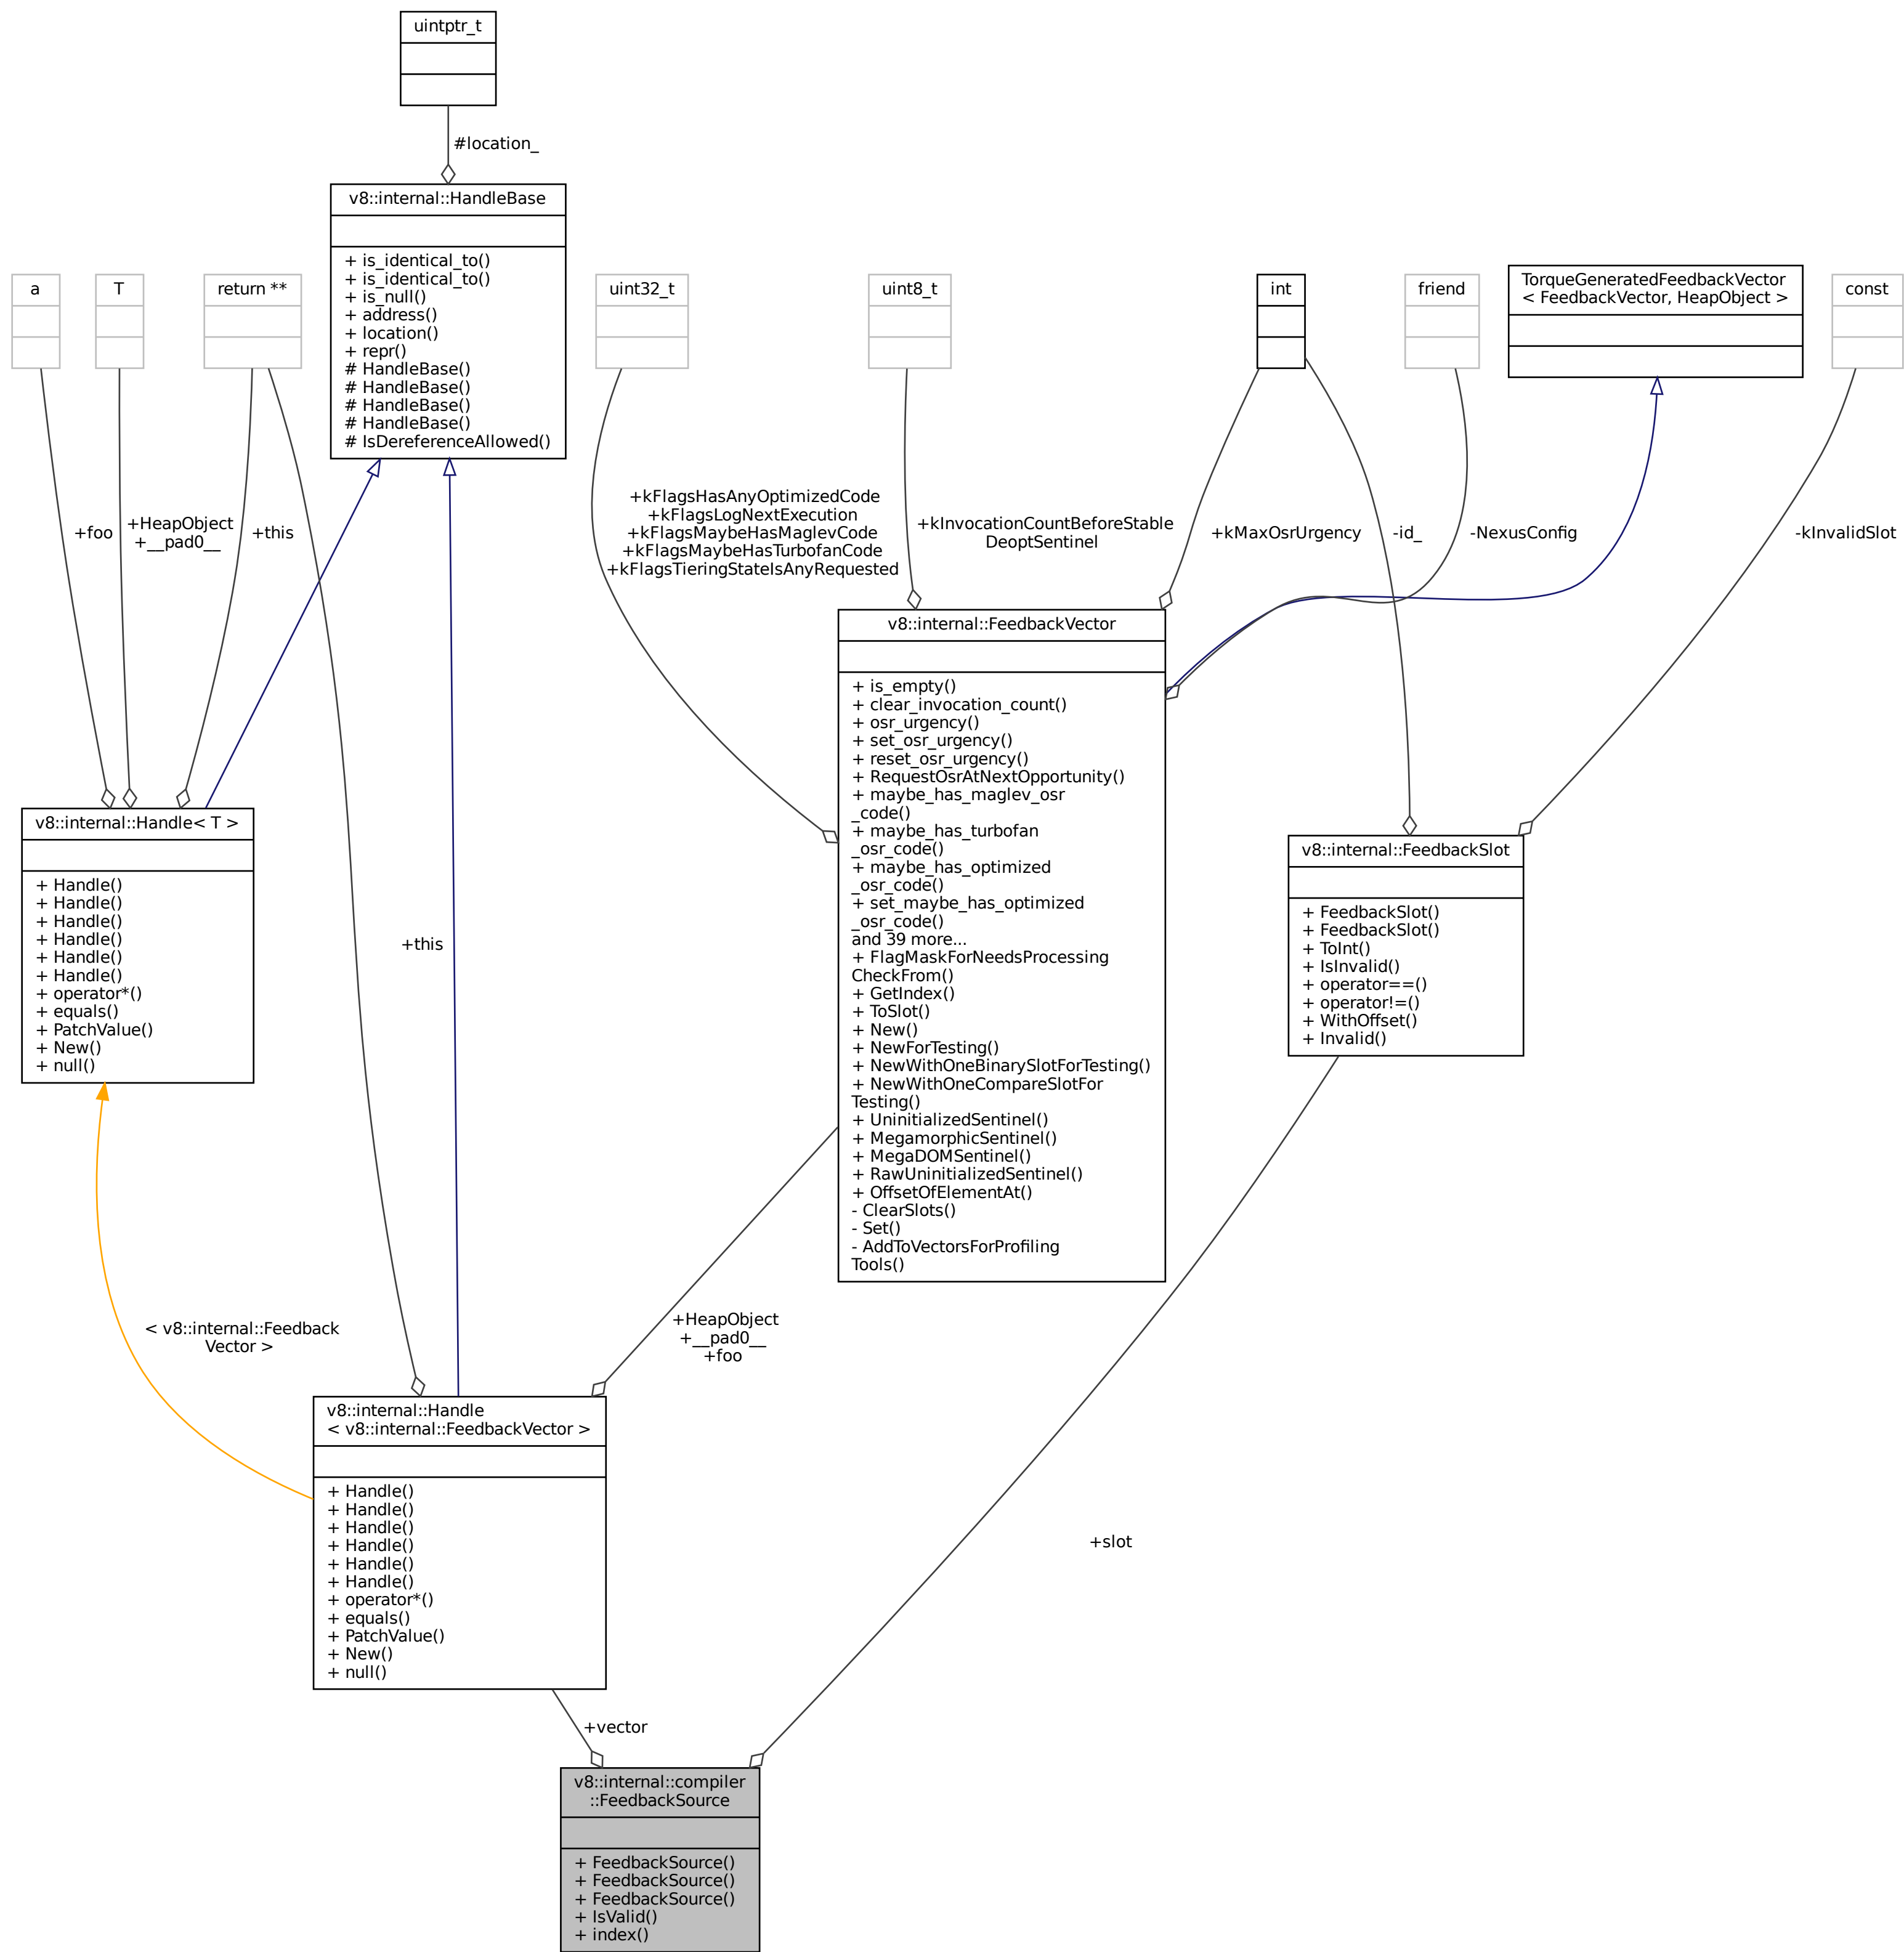 uintptr_t
#location_
v8::internal::HandleBase
+ is_identical_to()
+ is_identical_to()
+ is_null()
+ address()
+ location()
+ repr()
# HandleBase()
# HandleBase()
# HandleBase()
# HandleBase()
# IsDereferenceAllowed()
a
T
return **
uint32_t
uint8_t
int
friend
TorqueGeneratedFeedbackVector
< FeedbackVector, HeapObject >
const
+foo
+HeapObject
+__pad0__
+this
+kFlagsHasAnyOptimizedCode
+kFlagsLogNextExecution
+kFlagsMaybeHasMaglevCode
+kFlagsMaybeHasTurbofanCode
+kFlagsTieringStateIsAnyRequested
+kInvocationCountBeforeStable
DeoptSentinel
+kMaxOsrUrgency
-id_
-NexusConfig
-kInvalidSlot
v8::internal::FeedbackVector
+ is_empty()
+ clear_invocation_count()
+ osr_urgency()
+ set_osr_urgency()
+ reset_osr_urgency()
+ RequestOsrAtNextOpportunity()
+ maybe_has_maglev_osr
_code()
+ maybe_has_turbofan
_osr_code()
+ maybe_has_optimized
_osr_code()
+ set_maybe_has_optimized
_osr_code()
and 39 more...
+ FlagMaskForNeedsProcessing
CheckFrom()
+ GetIndex()
+ ToSlot()
+ New()
+ NewForTesting()
+ NewWithOneBinarySlotForTesting()
+ NewWithOneCompareSlotFor
Testing()
+ UninitializedSentinel()
+ MegamorphicSentinel()
+ MegaDOMSentinel()
+ RawUninitializedSentinel()
+ OffsetOfElementAt()
- ClearSlots()
- Set()
- AddToVectorsForProfiling
Tools()
v8::internal::Handle< T >
+ Handle()
+ Handle()
+ Handle()
+ Handle()
+ Handle()
+ Handle()
+ operator*()
+ equals()
+ PatchValue()
+ New()
+ null()
v8::internal::FeedbackSlot
+ FeedbackSlot()
+ FeedbackSlot()
+ ToInt()
+ IsInvalid()
+ operator==()
+ operator!=()
+ WithOffset()
+ Invalid()
+this
< v8::internal::Feedback
Vector >
+HeapObject
+__pad0__
+foo
v8::internal::Handle
< v8::internal::FeedbackVector >
+ Handle()
+ Handle()
+ Handle()
+ Handle()
+ Handle()
+ Handle()
+ operator*()
+ equals()
+ PatchValue()
+ New()
+ null()
+slot
+vector
v8::internal::compiler
::FeedbackSource
+ FeedbackSource()
+ FeedbackSource()
+ FeedbackSource()
+ IsValid()
+ index()